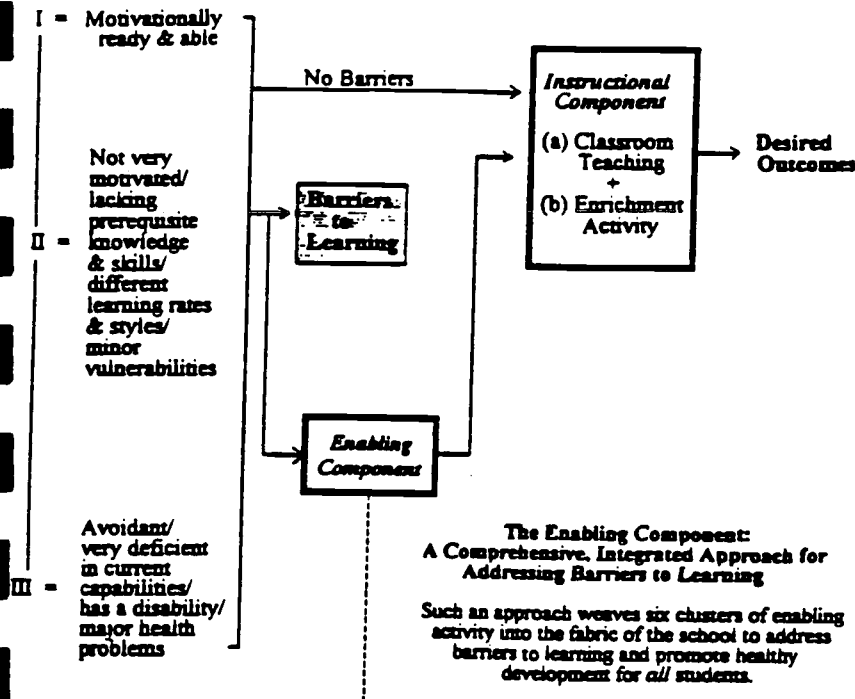 I = Motivationally
ready & able
No Barriers
Instructional
Component
(a) Classroom
Teaching
+
(b) Enrichment
Activity
Desired
Outcomes
Not very
motivated/
lacking
prerequisite
II = knowledge
& skills/
different
learning rates
& styles/
minor
vulnerabilities
Barriers
to
Learning
Enabling
Component
Avoidant/
very deficient
in current
capabilities/
III = has a disability/
major health
problems
The Enabling Component:
A Comprehensive, Integrated Approach for
Addressing Barriers to Learning
Such an approach weaves six clusters of enabling
activity into the fabric of the school to address
barriers to learning and promote healthy
development for all students.